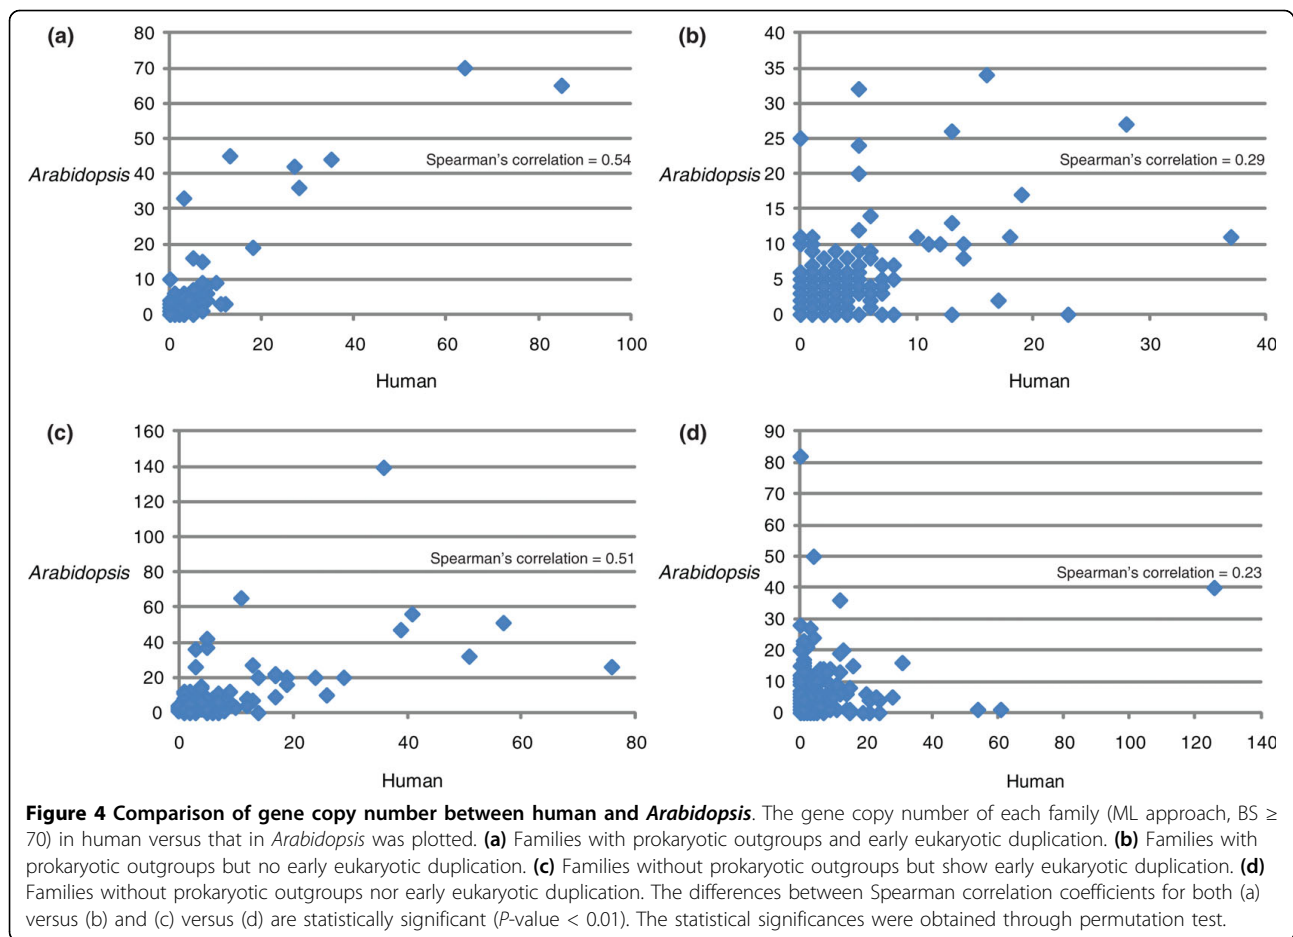 (a)
80
70
60
50
40
30
20
10
0
Arabidopsis
Spearman's correlation = 0.54
0 20 40 60 80 100
Human
(b)
40
35
30
25
20
15
10
5
0
Arabidopsis
Spearman's correlation = 0.29
0 10 20 30 40
Human
(c)
160
140
120
100
80
60
40
20
0
Arabidopsis
Spearman's correlation = 0.51
0 20 40 60 80
Human
(d)
90
80
70
60
50
40
30
20
10
0
Arabidopsis
Spearman's correlation = 0.23
0 20 40 60 80 100 120 140
Human
Figure 4 Comparison of gene copy number between human and Arabidopsis. The gene copy number of each family (ML approach, BS ≥
70) in human versus that in Arabidopsis was plotted. (a) Families with prokaryotic outgroups and early eukaryotic duplication. (b) Families with
prokaryotic outgroups but no early eukaryotic duplication. (c) Families without prokaryotic outgroups but show early eukaryotic duplication. (d)
Families without prokaryotic outgroups nor early eukaryotic duplication. The differences between Spearman correlation coefficients for both (a)
versus (b) and (c) versus (d) are statistically significant (P-value < 0.01). The statistical significances were obtained through permutation test.